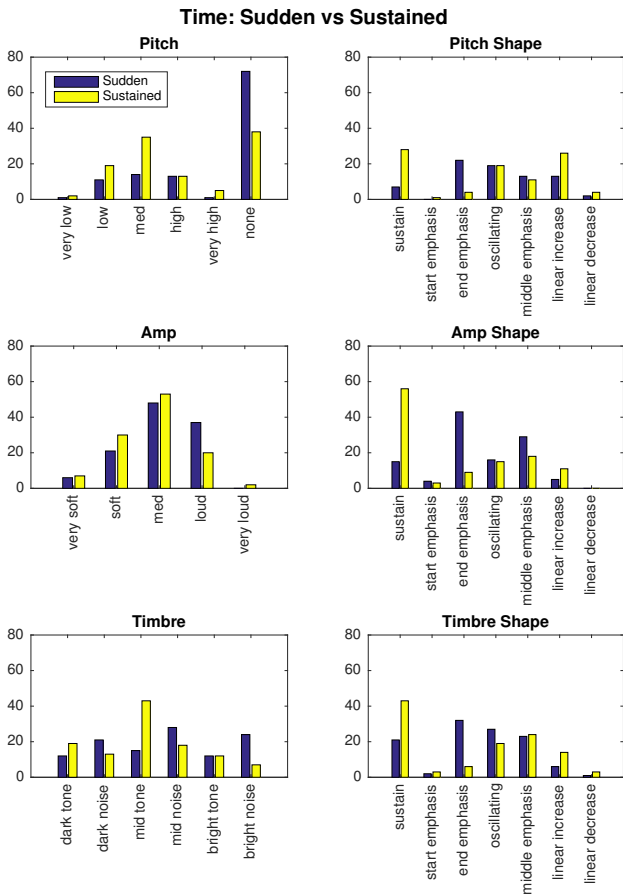 Time: Sudden vs Sustained
Pitch
80
60
40
20
0
Sudden
Sustained
very low
low
med
high
very high
none
Pitch Shape
80
60
40
20
0
sustain
start emphasis
end emphasis
oscillating
middle emphasis
linear increase
linear decrease
Amp
80
60
40
20
0
very soft
soft
med
loud
very loud
Amp Shape
80
60
40
20
0
sustain
start emphasis
end emphasis
oscillating
middle emphasis
linear increase
linear decrease
Timbre
80
60
40
20
0
dark tone
dark noise
mid tone
mid noise
bright tone
bright noise
Timbre Shape
80
60
40
20
0
sustain
start emphasis
end emphasis
oscillating
middle emphasis
linear increase
linear decrease